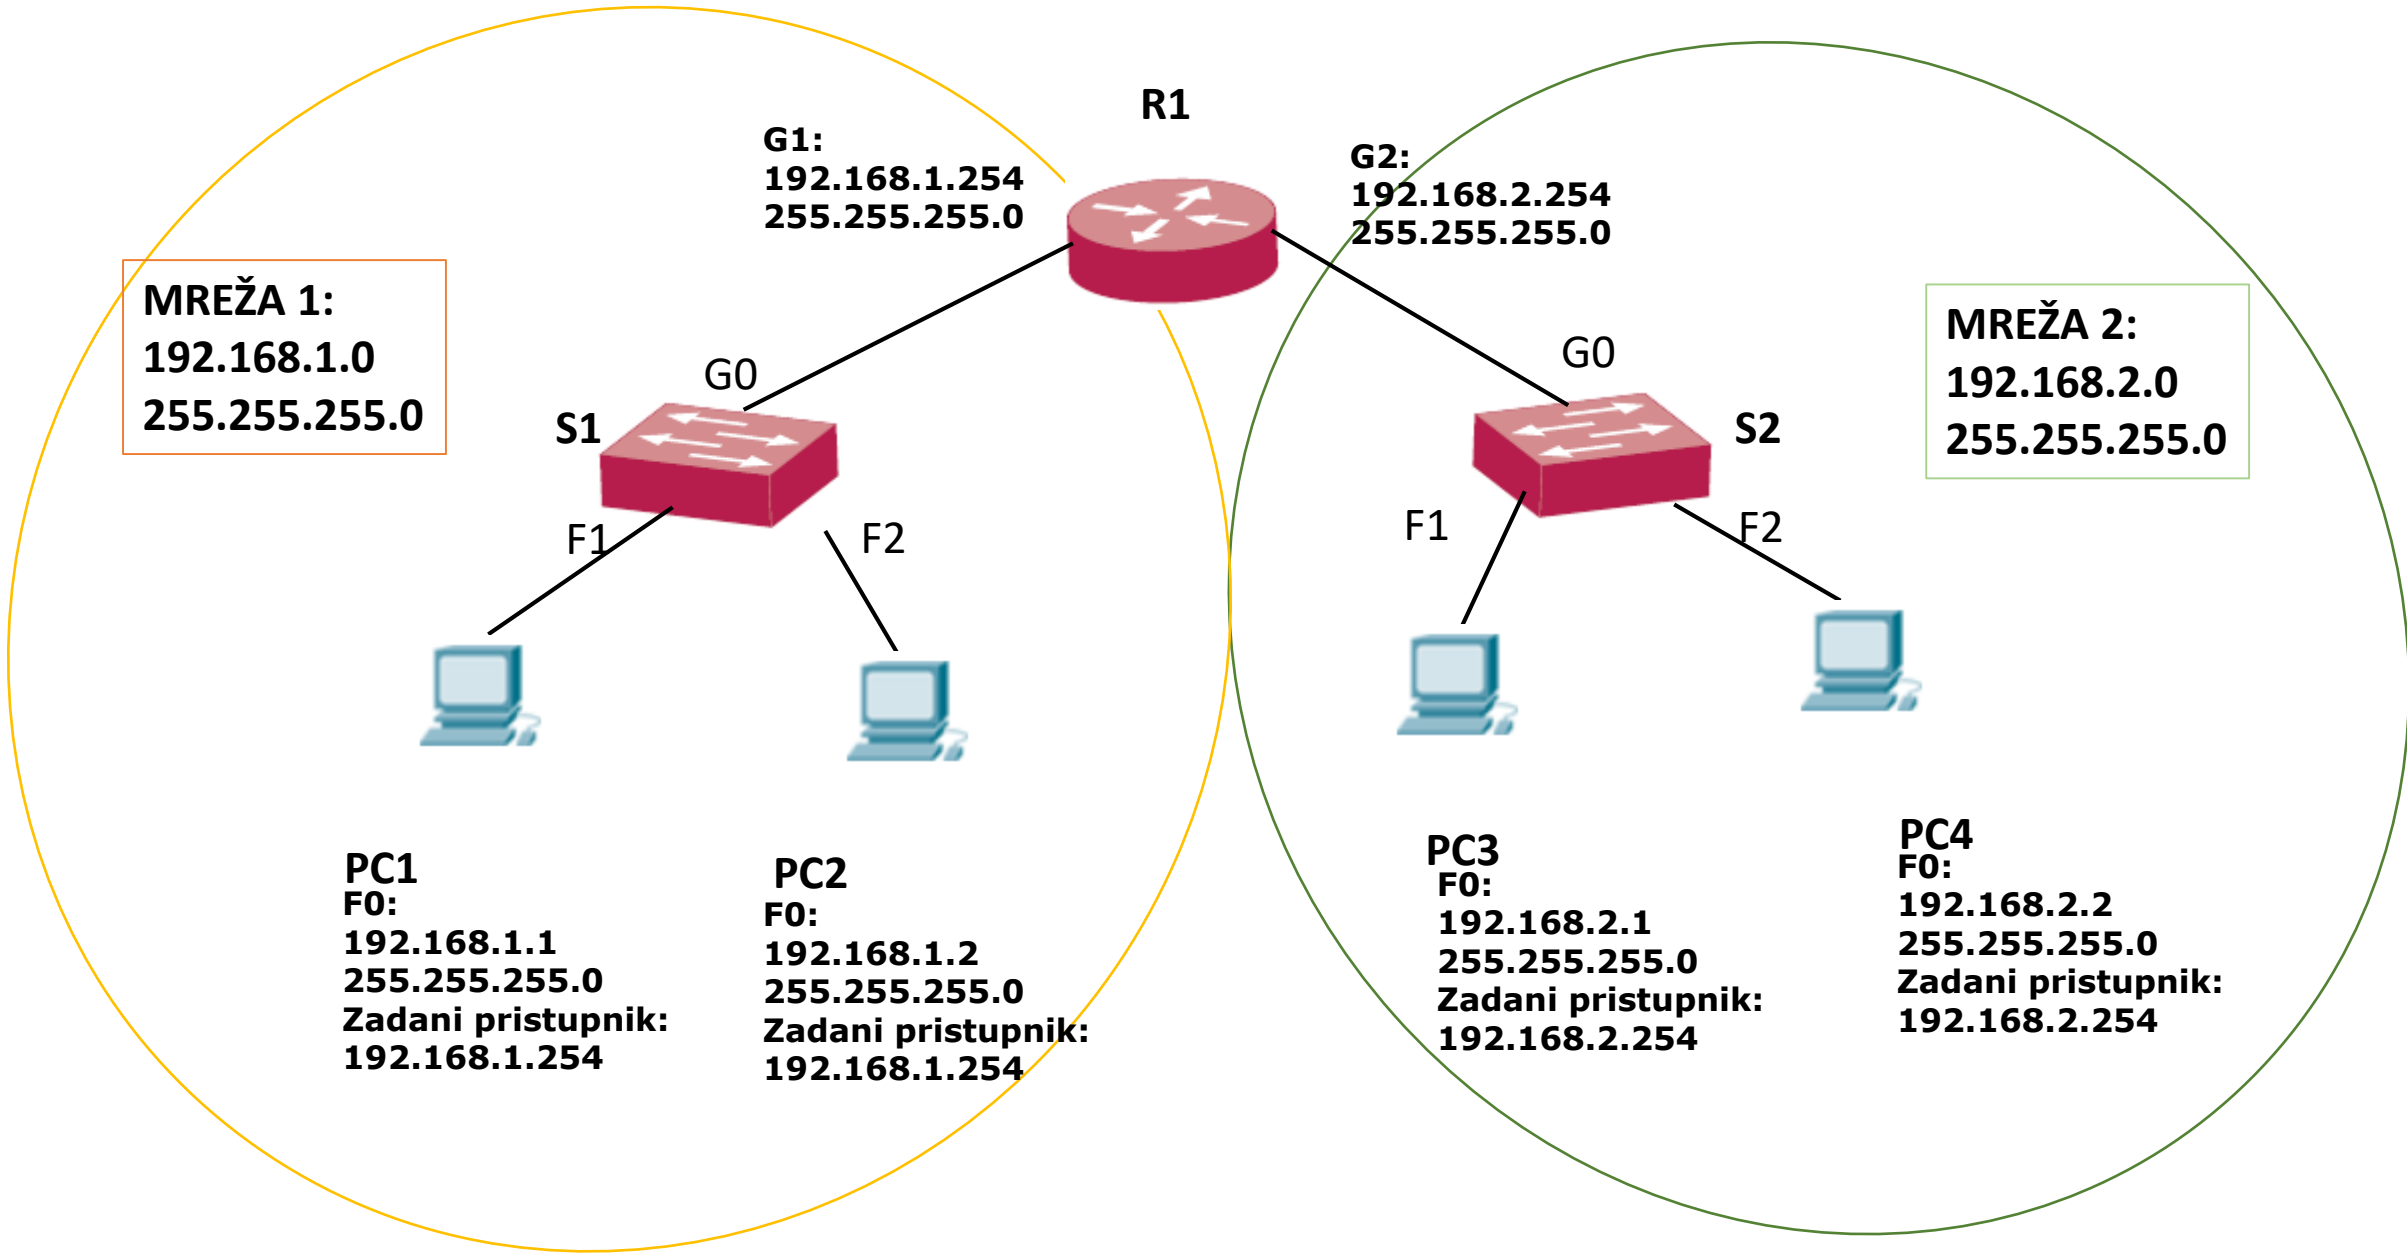 R1
G1:
192.168.1.254
255.255.255.0
G2:
192.168.2.254
255.255.255.0
MREŽA 1:
192.168.1.0
255.255.255.0
MREŽA 2:
192.168.2.0
255.255.255.0
G0
S1
F1
F2
G0
S2
F1
F2
PC1
F0:
192.168.1.1
255.255.255.0
Zadani pristupnik:
192.168.1.254
PC2
F0:
192.168.1.2
255.255.255.0
Zadani pristupnik:
192.168.1.254
PC3
F0:
192.168.2.1
255.255.255.0
Zadani pristupnik:
192.168.2.254
PC4
F0:
192.168.2.2
255.255.255.0
Zadani pristupnik:
192.168.2.254